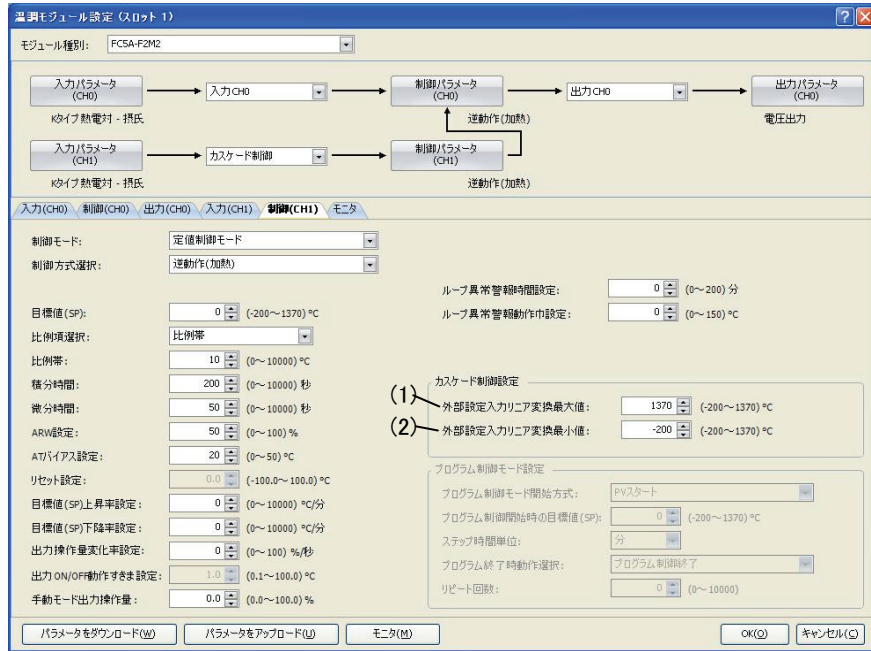 温調モジュール設定 (スロット 1)
モジュール種別: FC5A-F2M2
入力パラメータ (CH0)
入力CH0
制御パラメータ (CH0)
出力CH0
出力パラメータ (CH0)
Kタイプ熱電対 - 摂氏
逆動作(加熱)
電圧出力
入力パラメータ (CH1)
カスケード制御
制御パラメータ (CH1)
Kタイプ熱電対 - 摂氏
逆動作(加熱)
入力(CH0) 制御(CH0) 出力(CH0) 入力(CH1) 制御(CH1) モニタ
制御モード: 定値制御モード
制御方式選択: 逆動作(加熱)
目標値(SP): 0 (-200～1370) °C
比例項選択: 比例帯
比例帯: 10 (0～10000) °C
積分時間: 200 (0～10000) 秒
微分時間: 50 (0～10000) 秒
ARW設定: 50 (0～100) %
ATバイアス設定: 20 (0～50) °C
リセット設定: 0.0 (-100.0～100.0) °C
目標値(SP)上昇率設定: 0 (0～10000) °C/分
目標値(SP)下降率設定: 0 (0～10000) °C/分
出力操作量変化率設定: 0 (0～100) %/秒
出力ON/OFF動作すきま設定: 1.0 (0.1～100.0) °C
手動モード出力操作量: 0.0 (0.0～100.0) %
ループ異常警報時間設定: 0 (0～200) 分
ループ異常警報動作巾設定: 0 (0～150) °C
カスケード制御設定
(1) 外部設定入力リニア変換最大値: 1370 (-200～1370) °C
(2) 外部設定入力リニア変換最小値: -200 (-200～1370) °C
プログラム制御モード設定
プログラム制御モード開始方式: PVスタート
プログラム制御開始時の目標値(SP): 0 (-200～1370) °C
ステップ時間単位: 分
プログラム終了時動作選択: プログラム制御終了
リピート回数: 0 (0～10000)
パラメータをダウンロード(W) パラメータをアップロード(U) モニタ(M) OK(O) キャンセル(C)